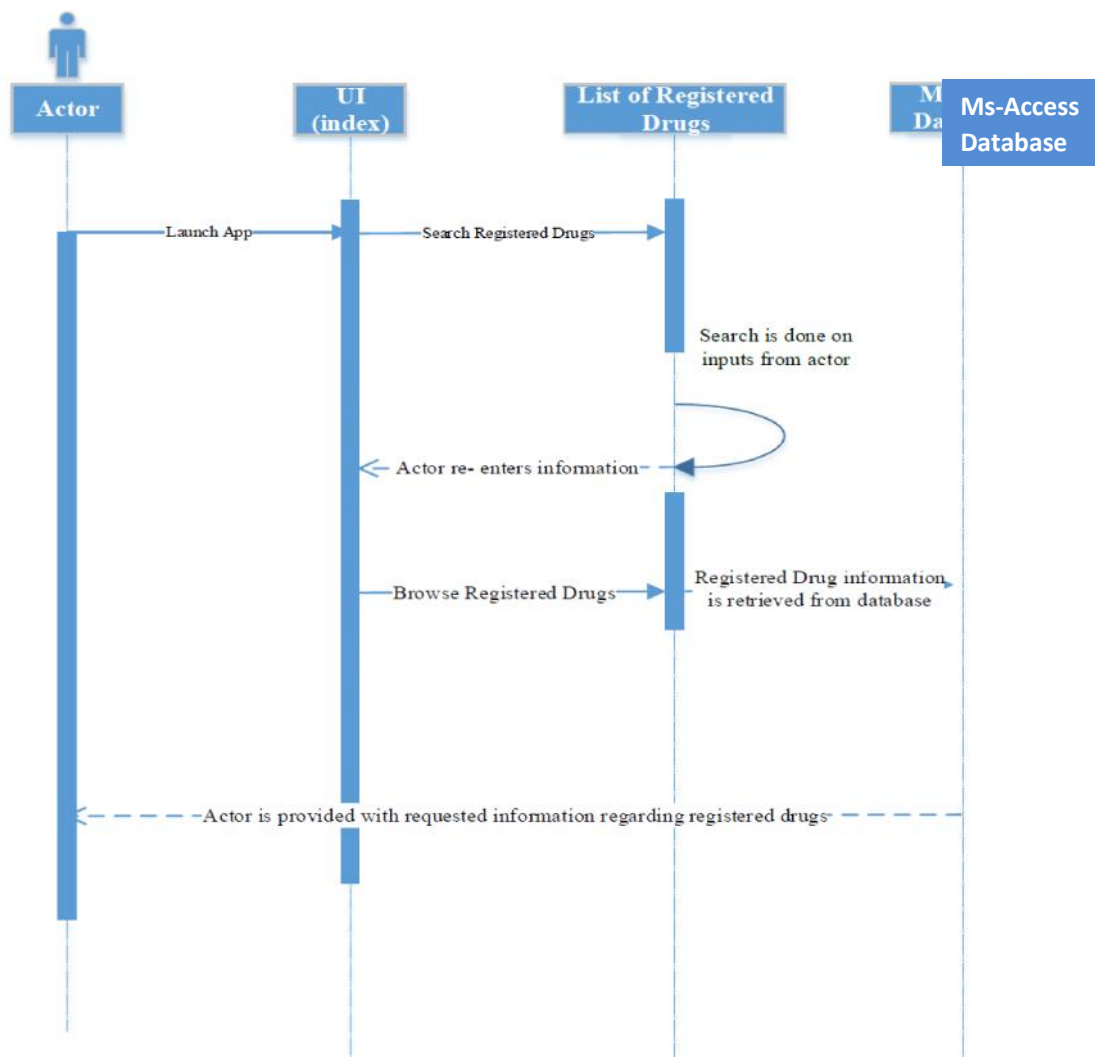 Actor
UI
(index)
List of Registered
Drugs
M
Da
Ms-Access
Database
Launch App
Search Registered Drugs
Search is done on
inputs from actor
Actor re- enters information
Browse Registered Drugs
Registered Drug information
is retrieved from database
Actor is provided with requested information regarding registered drugs